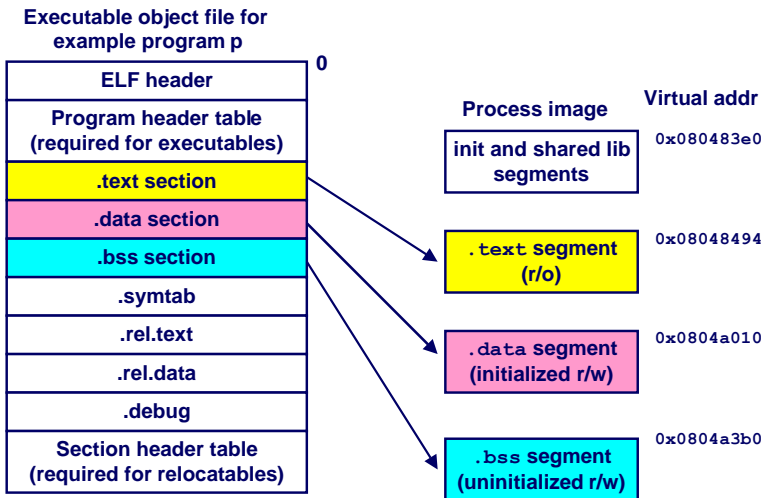 Executable object file for
example program p
0
ELF header
Program header table
(required for executables)
.text section
.data section
.bss section
.symtab
.rel.text
.rel.data
.debug
Section header table
(required for relocatables)
Process image
Virtual addr
init and shared lib
segments
0x080483e0
.text segment
(r/o)
0x08048494
.data segment
(initialized r/w)
0x0804a010
.bss segment
(uninitialized r/w)
0x0804a3b0